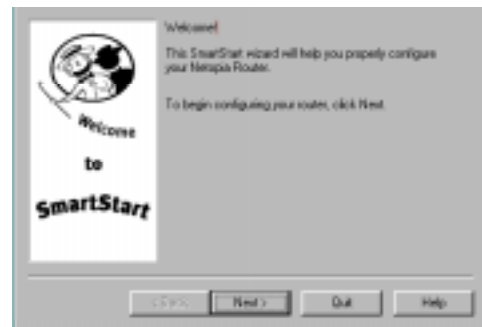 Welcome!
This SmartStart wizard will help you properly configure
your Netopia Router.
To begin configuring your router, click Next.
Welcome
to
SmartStart
< Back
Next >
Quit
Help